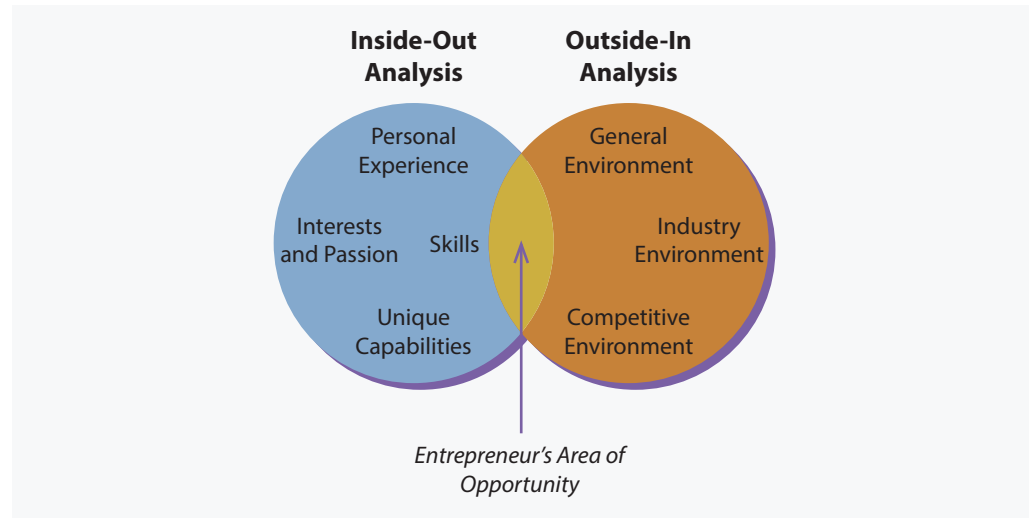 Inside-Out
Analysis
Outside-In
Analysis
Personal
Experience
General
Environment
Interests
and Passion
Skills
Industry
Environment
Unique
Capabilities
Competitive
Environment
Entrepreneur’s Area of
Opportunity